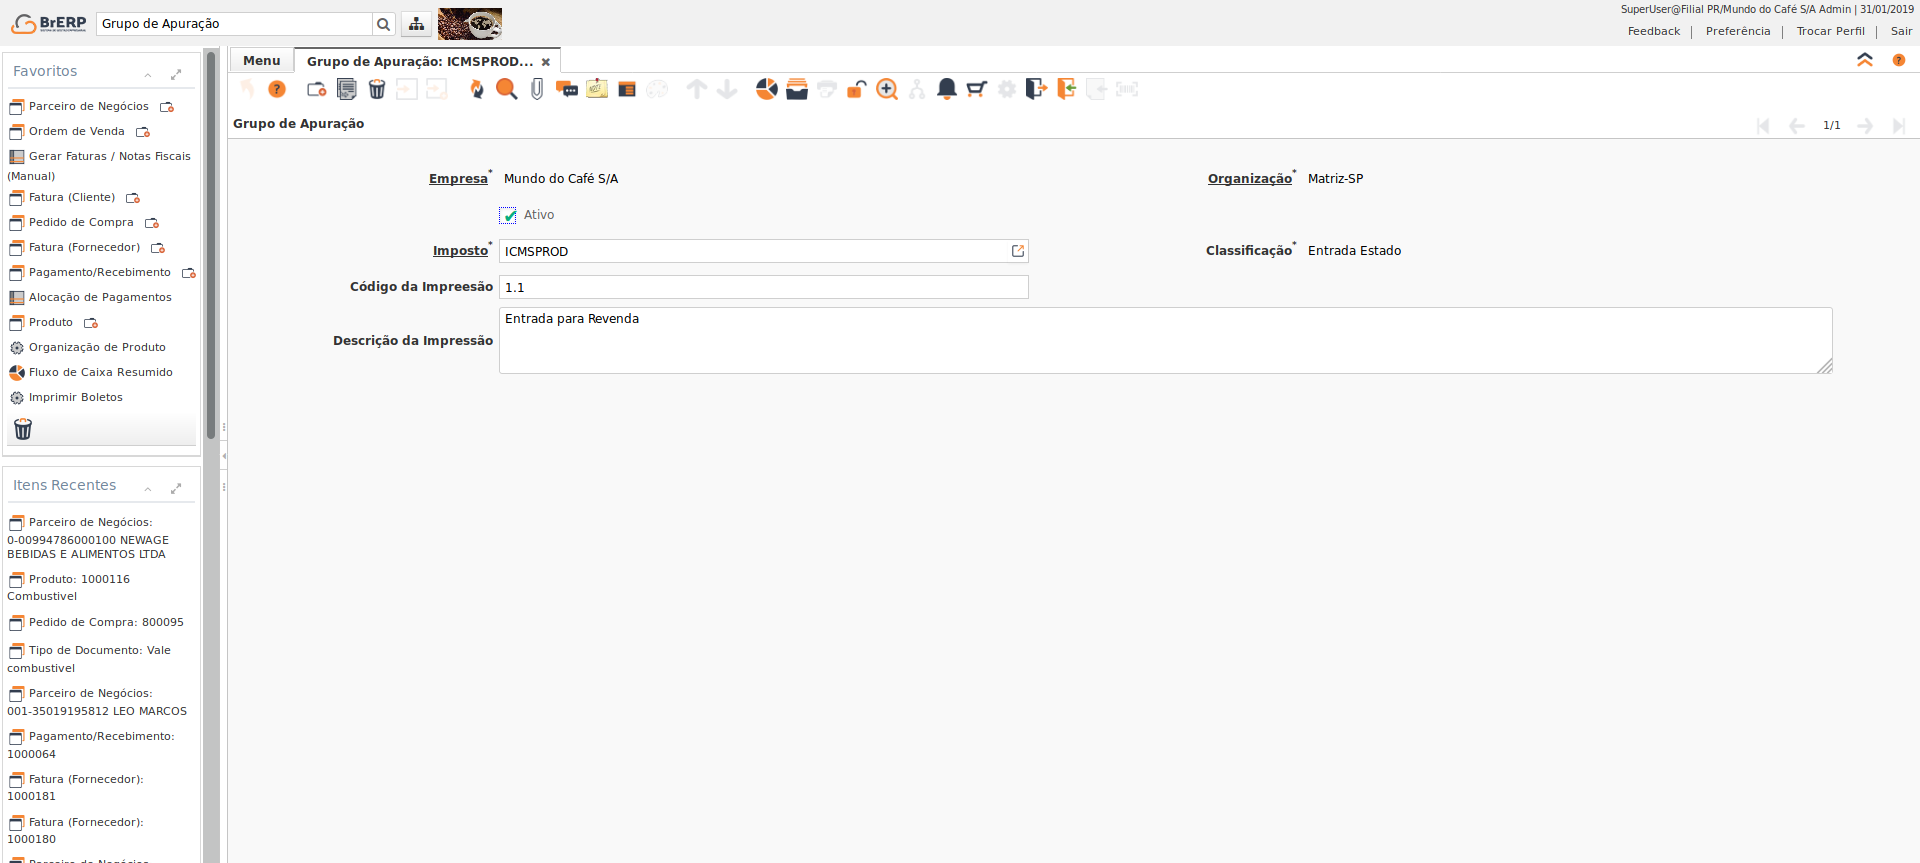 BrERP
Grupo de Apuração
SuperUser@Filial PR/Mundo do Café S/A Admin | 31/01/2019
Feedback | Preferência | Trocar Perfil | Sair
Favoritos
Parceiro de Negócios
Ordem de Venda
Gerar Faturas / Notas Fiscais
(Manual)
Fatura (Cliente)
Pedido de Compra
Fatura (Fornecedor)
Pagamento/Recebimento
Alocação de Pagamentos
Produto
Organização de Produto
Fluxo de Caixa Resumido
Imprimir Boletos
Itens Recentes
Parceiro de Negócios:
0-00994786000100 NEWAGE
BEBIDAS E ALIMENTOS LTDA
Produto: 1000116
Combustivel
Pedido de Compra: 800095
Tipo de Documento: Vale
combustivel
Parceiro de Negócios:
001-35019195812 LEO MARCOS
Pagamento/Recebimento:
1000064
Fatura (Fornecedor):
1000181
Fatura (Fornecedor):
1000180
Menu
Grupo de Apuração: ICMSPROD...
Grupo de Apuração
1/1
Empresa* Mundo do Café S/A
Organização* Matriz-SP
Ativo
Imposto* ICMSPROD
Classificação* Entrada Estado
Código da Impreesão 1.1
Descrição da Impressão Entrada para Revenda